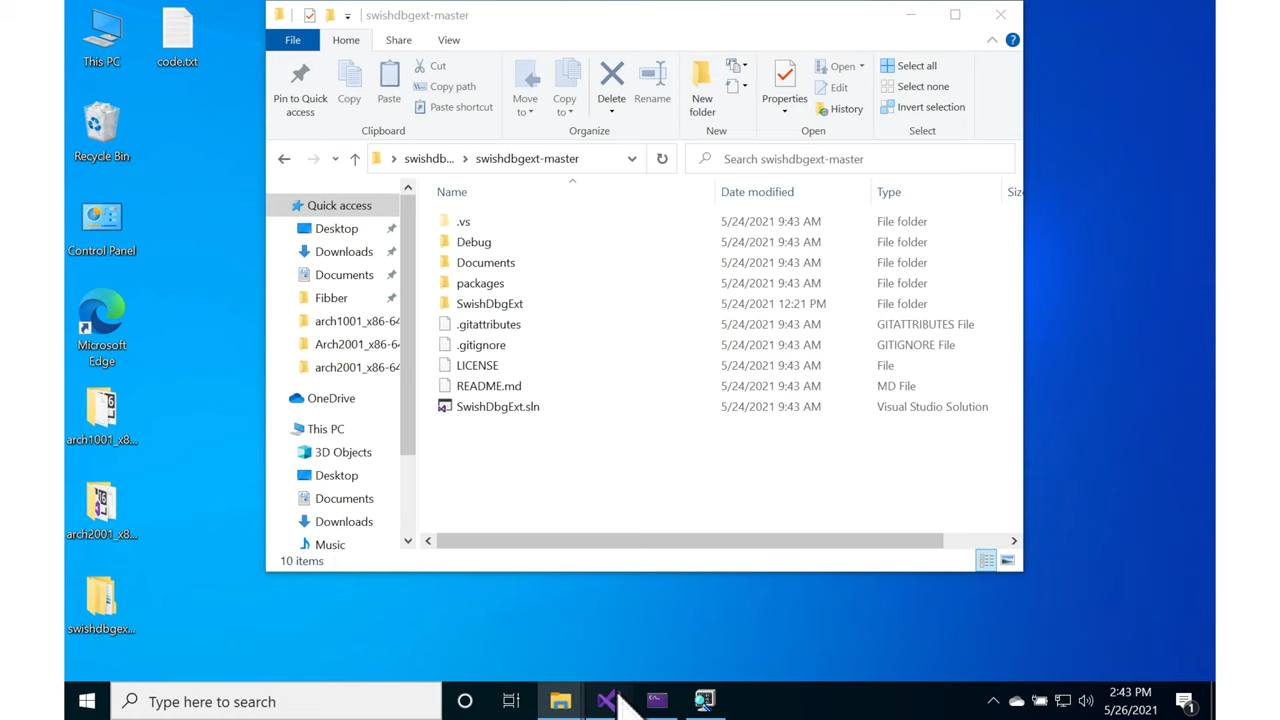 This PC
code.txt
Recycle Bin
Control Panel
Microsoft
Edge
arch1001_x8...
arch2001_x8...
swishdbgex...
swishdbgext-master
File
Home
Share
View
Pin to Quick
access
Copy
Paste
Cut
Copy path
Paste shortcut
Clipboard
Move
to
Copy
to
Delete
Rename
Organize
New
folder
New
Properties
Open
Edit
History
Open
Select all
Select none
Invert selection
Select
swishdb...
swishdbgext-master
Search swishdbgext-master
Quick access
Desktop
Downloads
Documents
Fibber
arch1001_x86-64
Arch2001_x86-64
arch2001_x86-64
OneDrive
This PC
3D Objects
Desktop
Documents
Downloads
Music
Name Date modified Type Siz
.vs 5/24/2021 9:43 AM File folder
Debug 5/24/2021 9:43 AM File folder
Documents 5/24/2021 9:43 AM File folder
packages 5/24/2021 9:43 AM File folder
SwishDbgExt 5/24/2021 12:21 PM File folder
.gitattributes 5/24/2021 9:43 AM GITATTRIBUTES File
.gitignore 5/24/2021 9:43 AM GITIGNORE File
LICENSE 5/24/2021 9:43 AM File
README.md 5/24/2021 9:43 AM MD File
SwishDbgExt.sln 5/24/2021 9:43 AM Visual Studio Solution
10 items
Type here to search
2:43 PM
5/26/2021
1